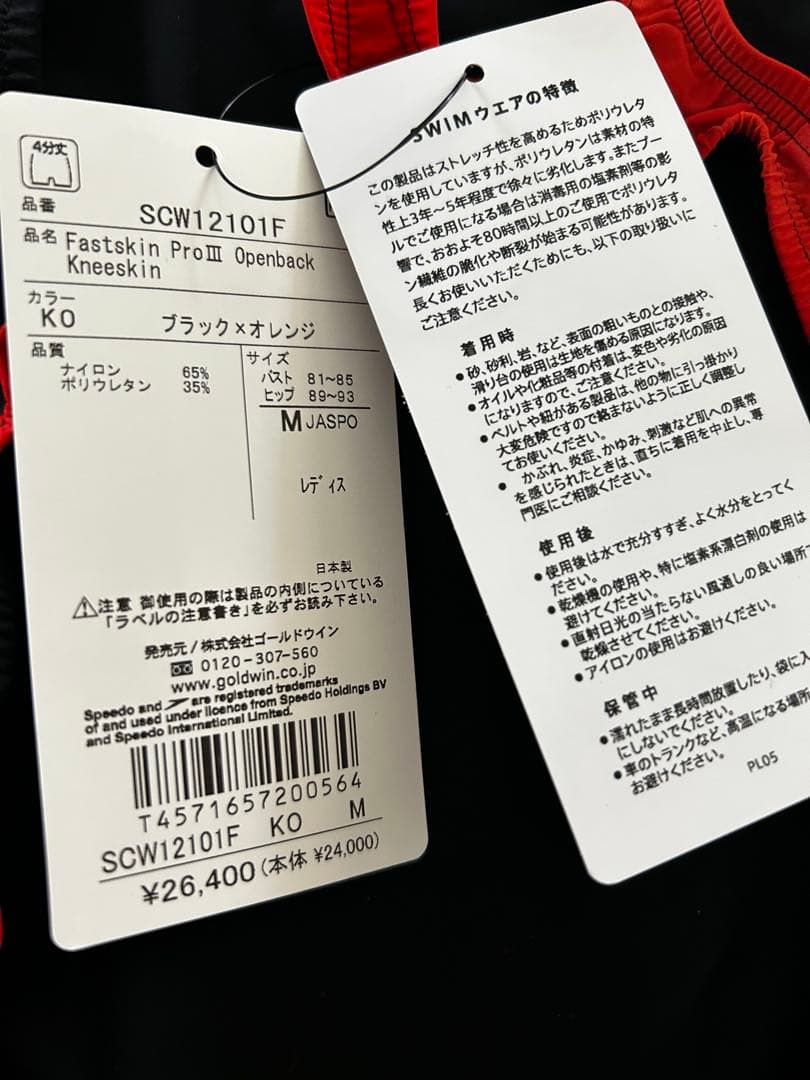 4分丈
品番
SCW12101F
品名 Fastskin ProⅢ Openback
Kneeskin
カラー
KO ブラック×オレンジ
品質
ナイロン 65%
ポリウレタン 35%
サイズ
バスト 81~85
ヒップ 89~93
M JASPO
レディス
日本製
注意 御使用の際は製品の内側についている
「ラベルの注意書き」を必ずお読み下さい。
発売元/株式会社ゴールドウイン
0120-307-560
www.goldwin.co.jp
Speedo and are registered trademarks
of and used under licence from Speedo Holdings BV
and Speedo International Limited.
T4571657200564
SCW12101F KO M
¥26,400(本体 ¥24,000)
SWIMウエアの特徴
この製品はストレッチ性を高めるためポリウレタ
ンを使用していますが、ポリウレタンは素材の特
性上3年~5年程度で徐々に劣化します。またプー
ルでご使用になる場合は消毒用の塩素剤等の影
響で、おおよそ80時間以上のご使用でポリウレタ
ン繊維の脆化や断裂が始まる可能性があります。
長くお使いいただくためにも、以下の取り扱いに
ご注意ください。
着用時
●砂、砂利、岩、など、表面の粗いものとの接触や、
滑り台の使用は生地を傷める原因になります。
●オイルや化粧品等の付着は、変色や劣化の原因
になりますので、ご注意ください。
●ベルトや紐がある製品は、他の物に引っ掛かり
大変危険ですので絡まないように正しく調整し
てお使いください。
● かぶれ、炎症、かゆみ、刺激など肌への異常
を感じられたときは、直ちに着用を中止し、専
門医にご相談ください。
使用後
●使用後は水で充分すすぎ、よく水分をとってく
ださい。
●乾燥機の使用や、特に塩素系漂白剤の使用は
避けてください。
●直射日光の当たらない風通しの良い場所で
乾燥させてください。
●アイロンの使用はお避けください。
保管中
●濡れたまま長時間放置したり、袋に入
にしないでください。
●車のトランクなど、高温になる場所
お避けください。
PL05